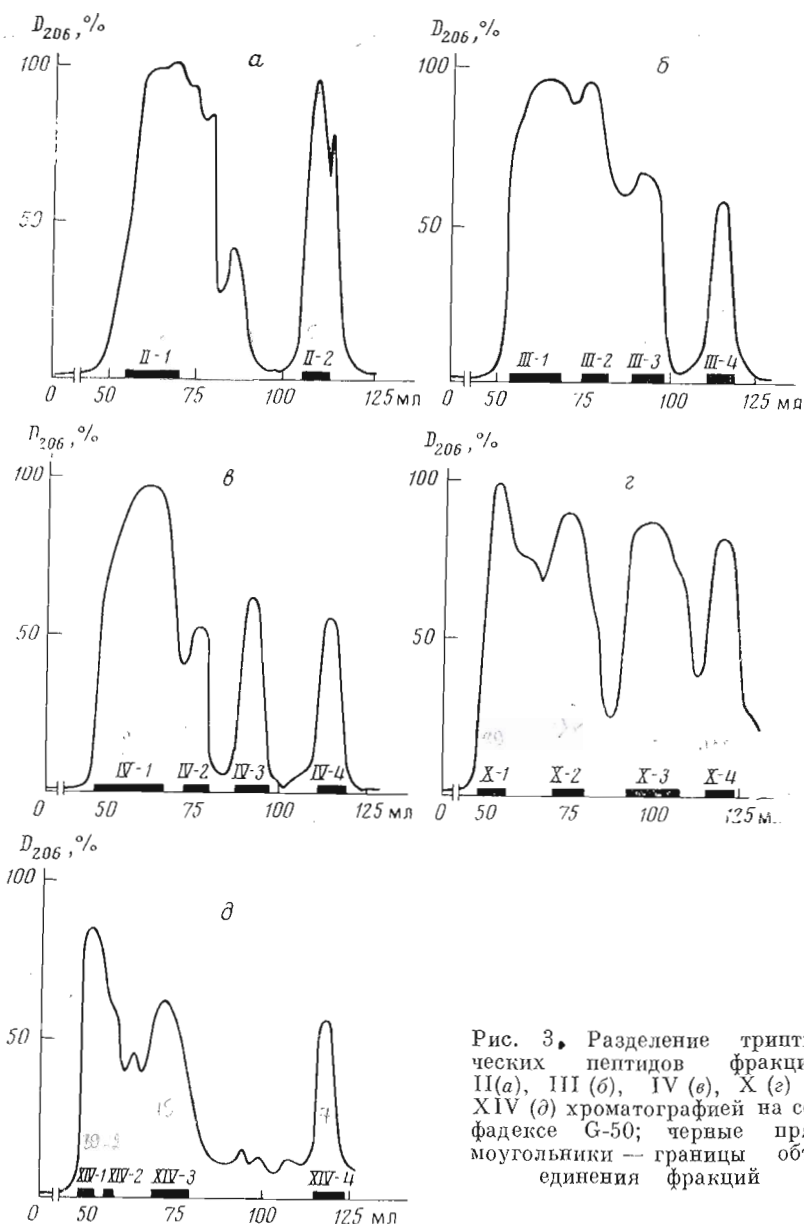 D₂₀₆, %
а
100
50
II-1
II-2
0
50
75
100
125 мл
D₂₀₆, %
б
100
50
III-1
III-2
III-3
III-4
0
50
75
100
125 мл
D₂₀₆, %
в
100
50
IV-1
IV-2
IV-3
IV-4
0
50
75
100
125 мл
D₂₀₆, %
г
100
50
X-1
X-2
X-3
X-4
0
50
75
100
125 м
D₂₀₆, %
д
100
50
15
7
XIV-1
XIV-2
XIV-3
XIV-4
0
50
75
100
125 мл
Рис. 3. Разделение трипти
ческих пептидов фракци
II(а), III (б), IV (в), X (г)
XIV (д) хроматографией на се
фадексе G-50; черные пря
моугольники — границы объ
единения фракций